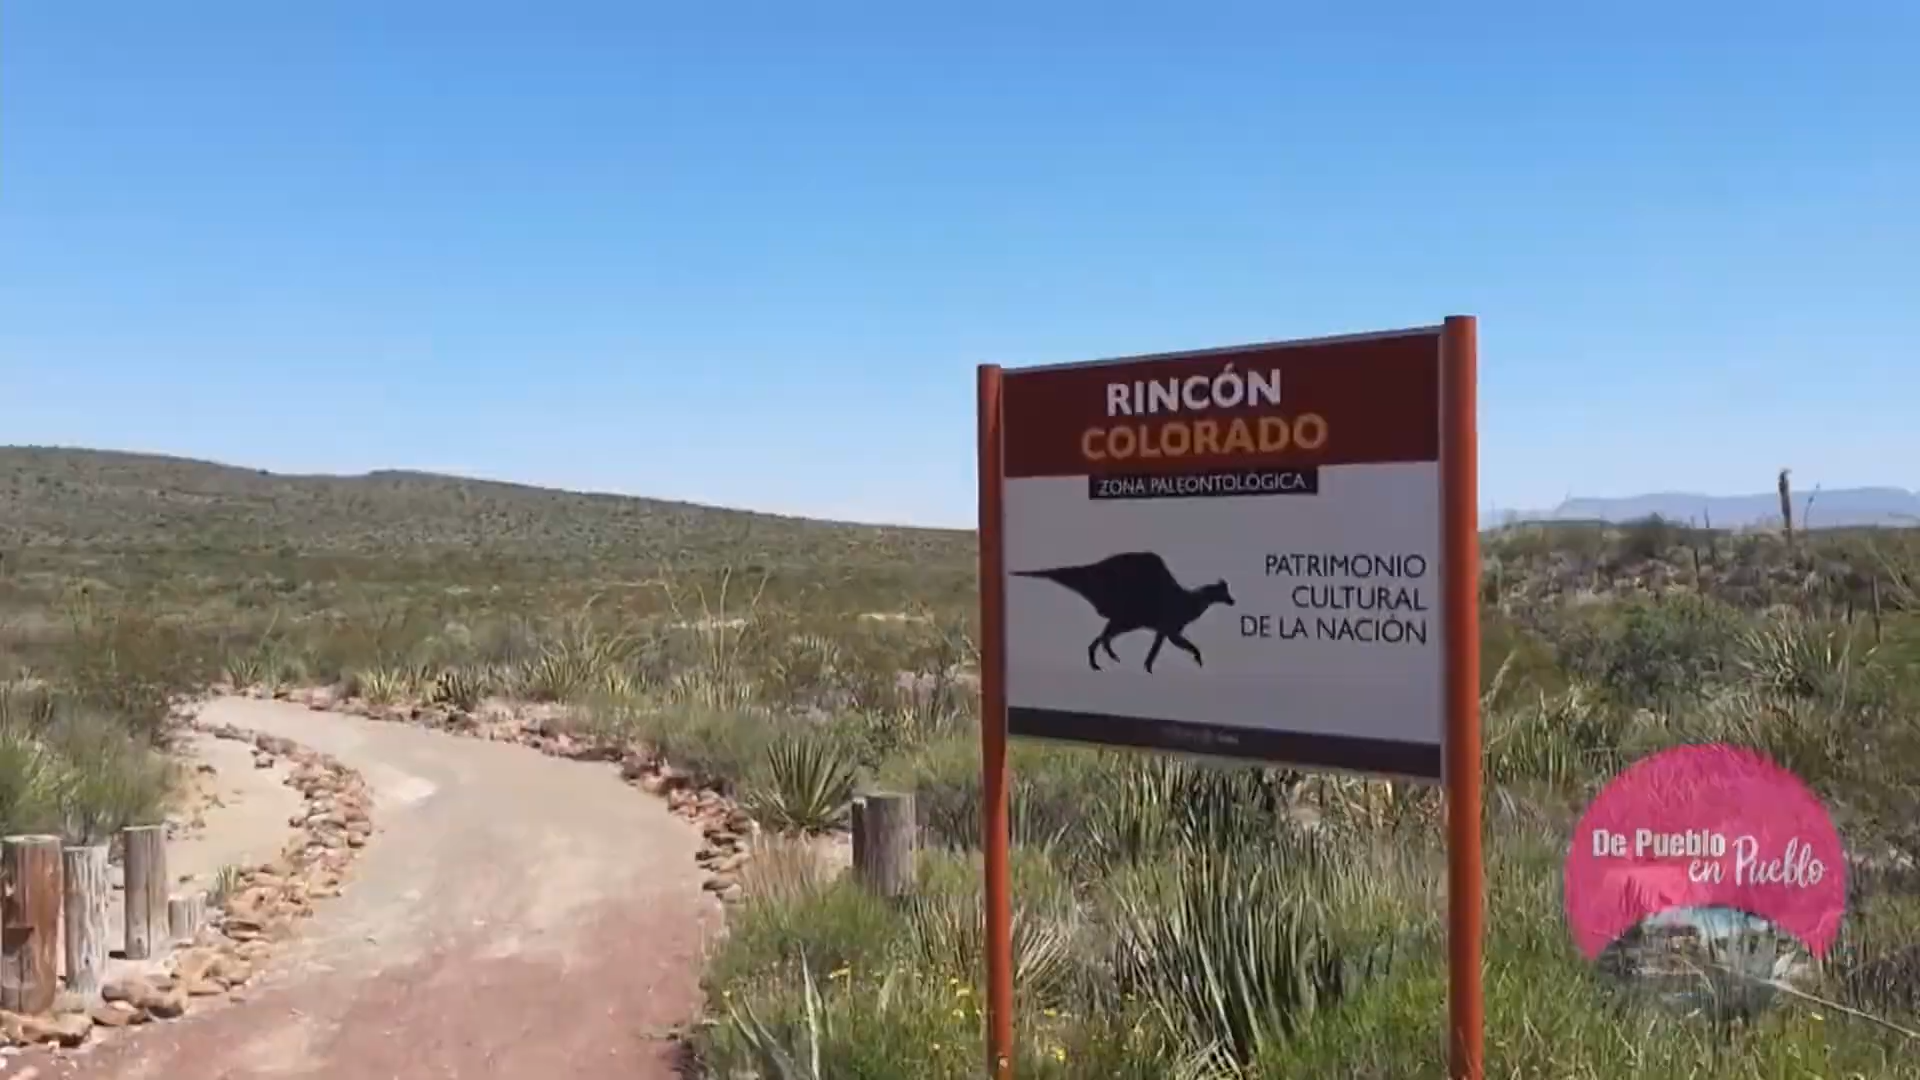 RINCÓN
COLORADO
ZONA PALEONTOLÓGICA
PATRIMONIO
CULTURAL
DE LA NACIÓN
De Pueblo
en Pueblo